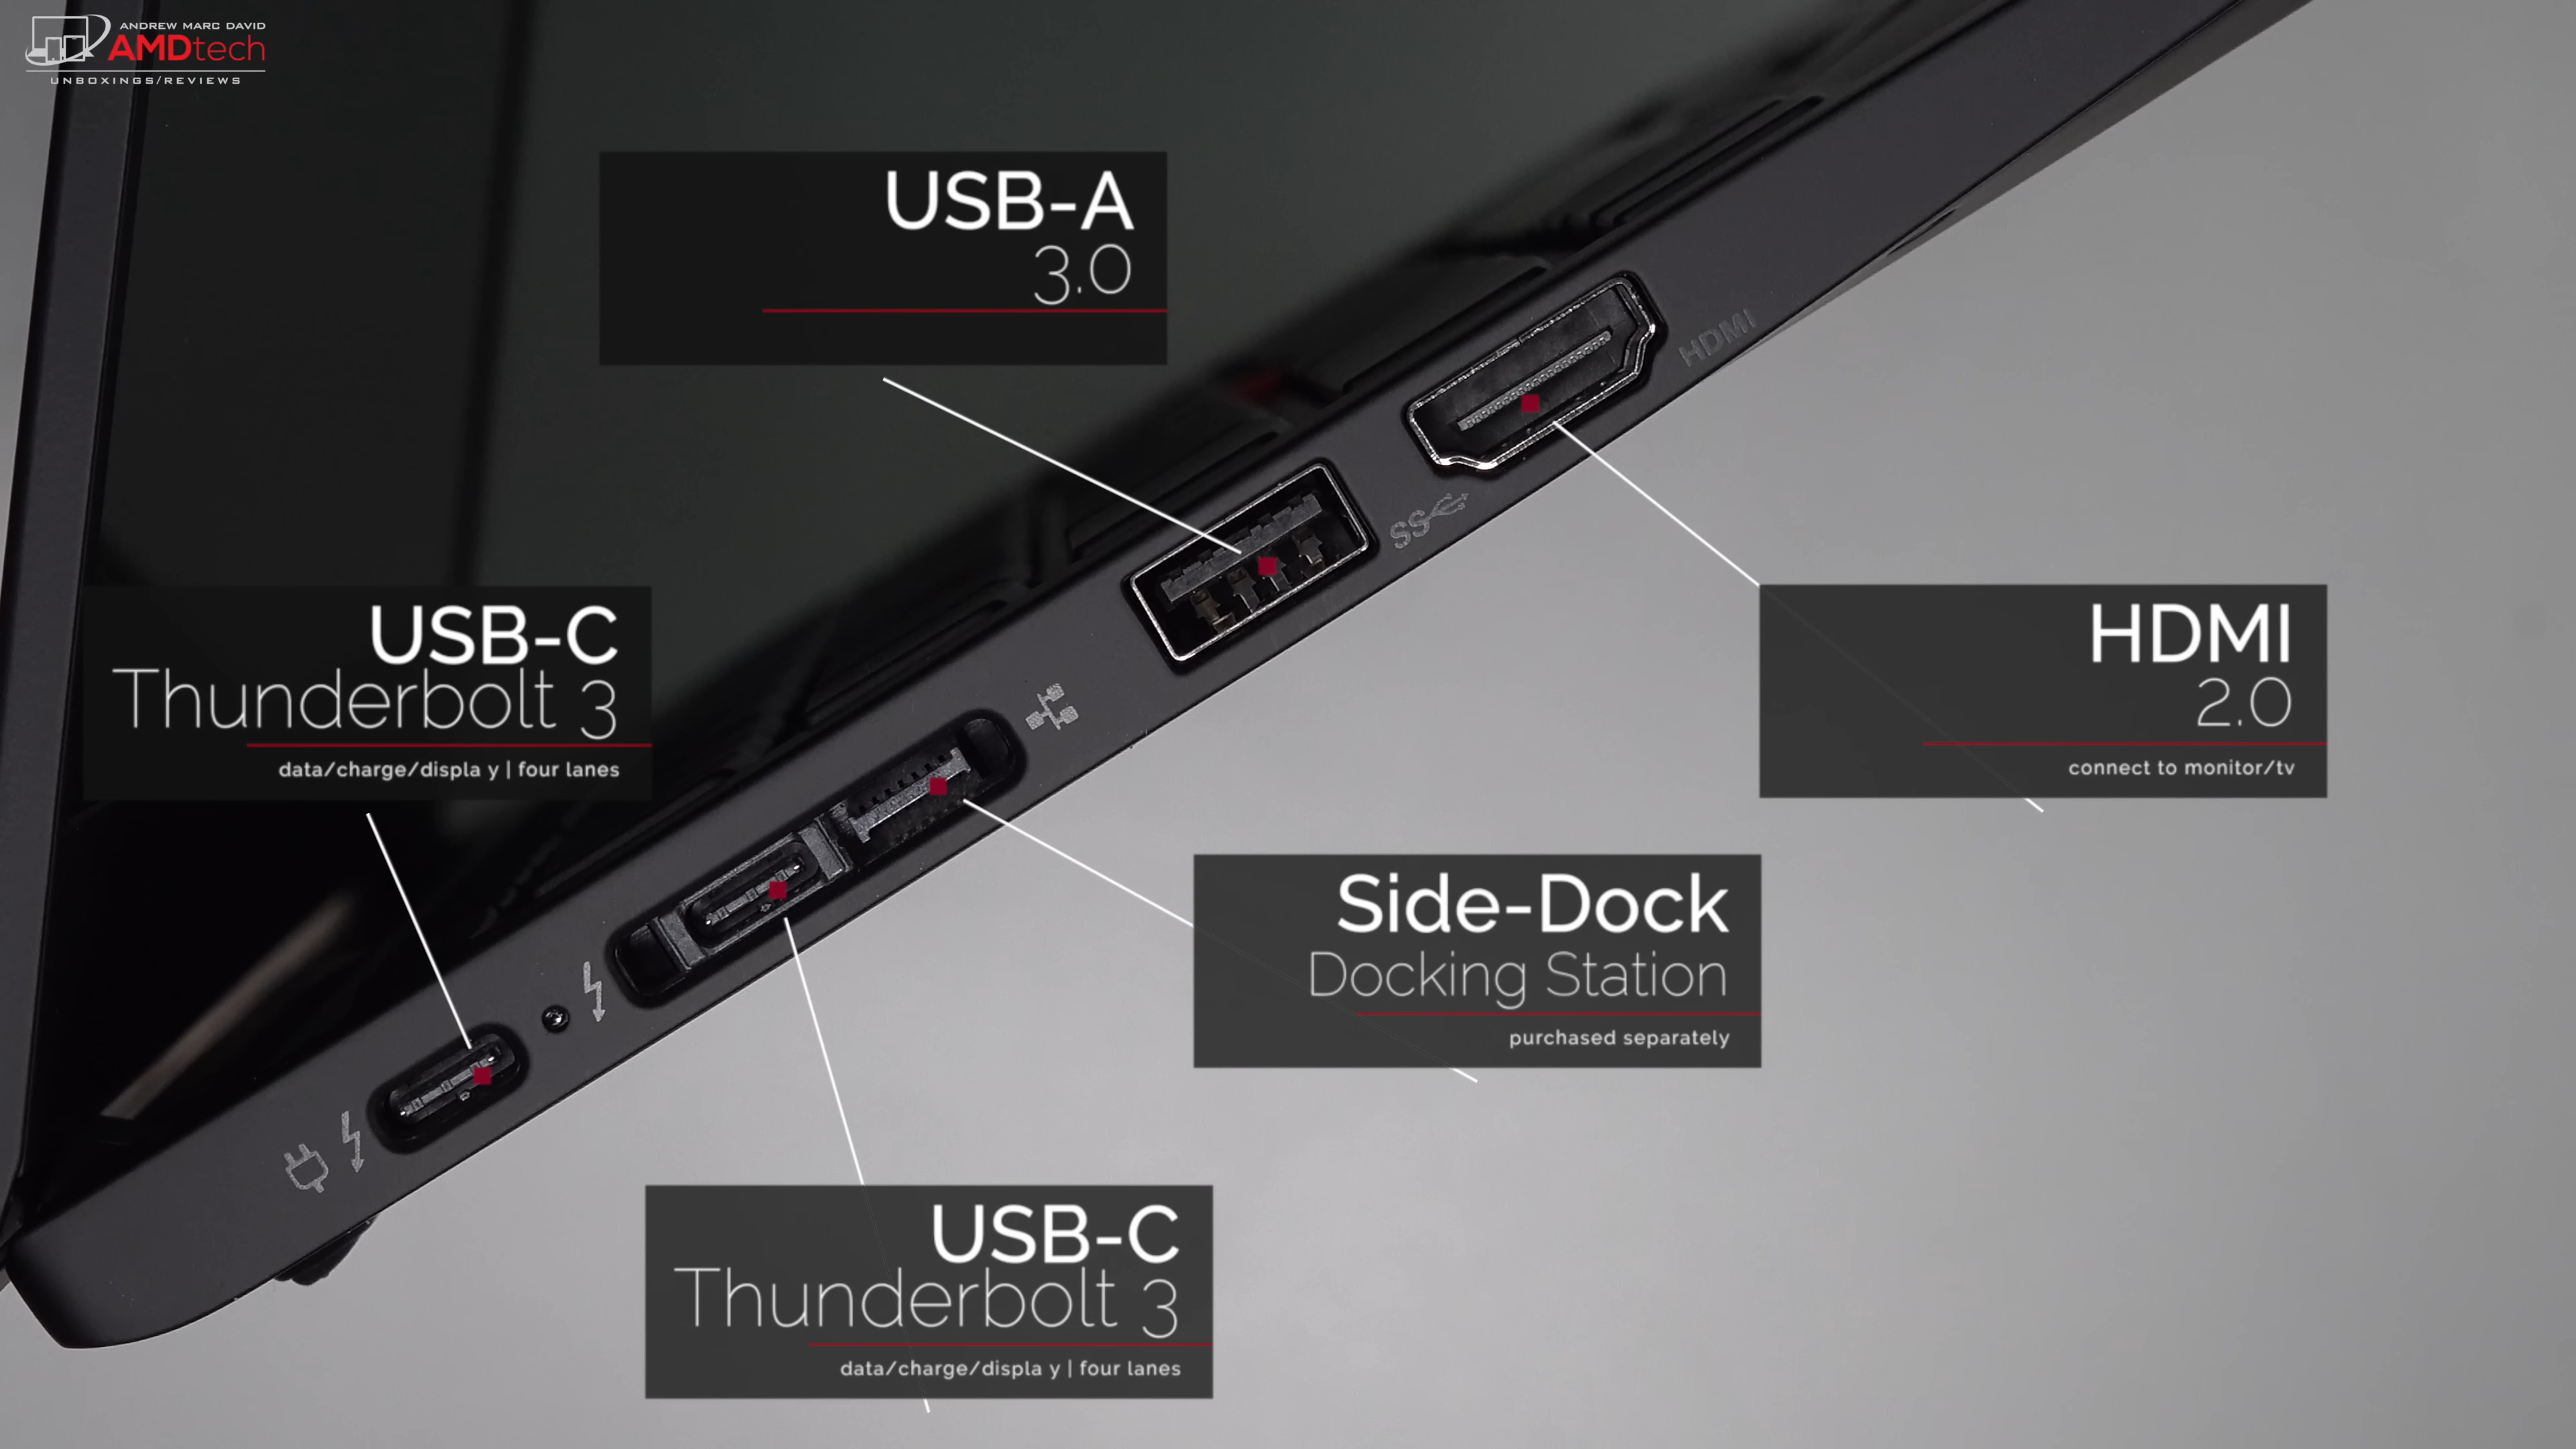 ANDREW MARC DAVID
AMDtech
UNBOXINGS/REVIEWS
USB-A
3.0
HDMI
SS
USB-C
Thunderbolt 3
data/charge/displa y | four lanes
HDMI
2.0
connect to monitor/tv
Side-Dock
Docking Station
purchased separately
USB-C
Thunderbolt 3
data/charge/displa y | four lanes